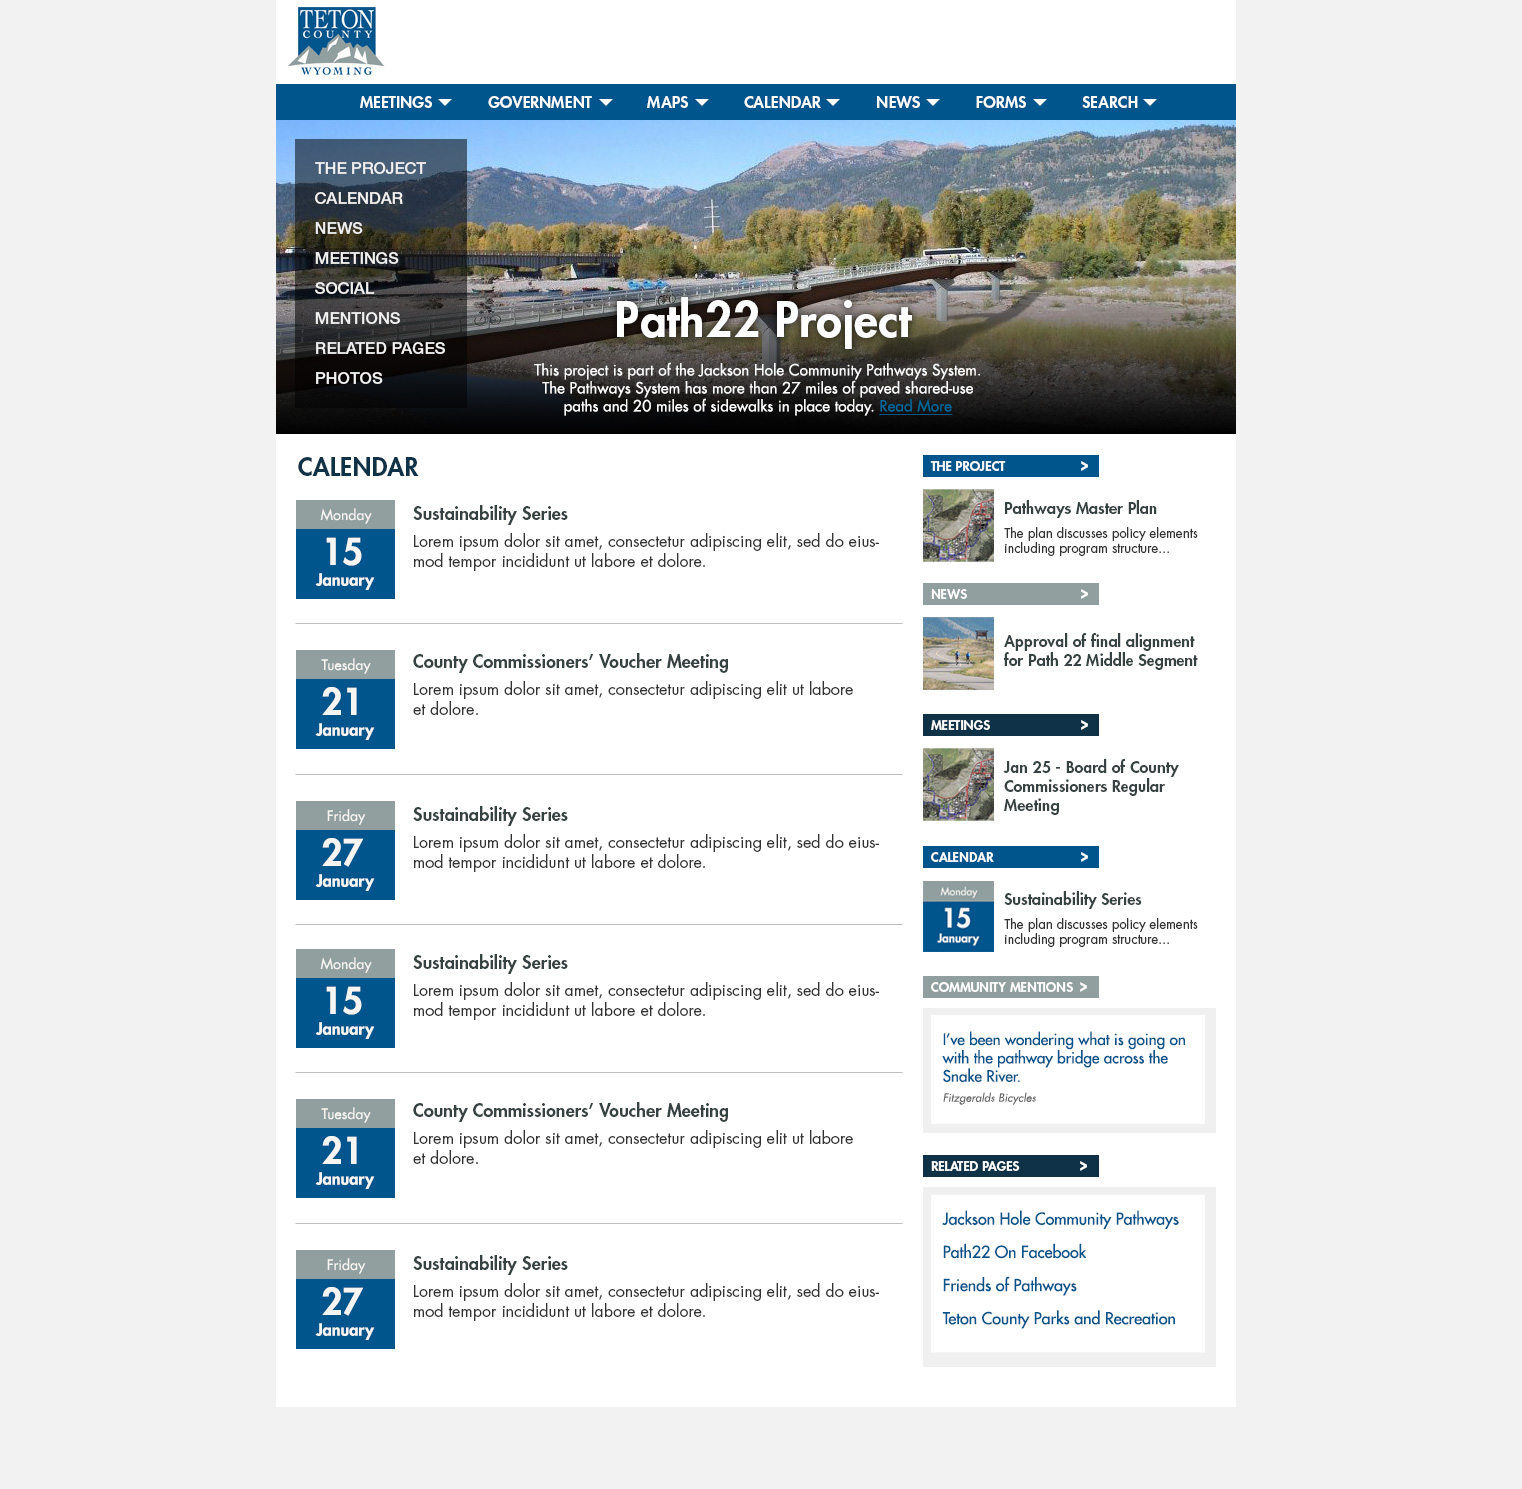 TETON
COUNTY
WYOMING
MEETINGS
GOVERNMENT
MAPS
CALENDAR
NEWS
FORMS
SEARCH
THE PROJECT
CALENDAR
NEWS
MEETINGS
SOCIAL
MENTIONS
RELATED PAGES
PHOTOS
Path22 Project
This project is part of the Jackson Hole Community Pathways System.
The Pathways System has more than 27 miles of paved shared-use
paths and 20 miles of sidewalks in place today. Read More
CALENDAR
Monday
15
January
Sustainability Series
Lorem ipsum dolor sit amet, consectetur adipiscing elit, sed do eius-
mod tempor incididunt ut labore et dolore.
Tuesday
21
January
County Commissioners’ Voucher Meeting
Lorem ipsum dolor sit amet, consectetur adipiscing elit ut labore
et dolore.
Friday
27
January
Sustainability Series
Lorem ipsum dolor sit amet, consectetur adipiscing elit, sed do eius-
mod tempor incididunt ut labore et dolore.
Monday
15
January
Sustainability Series
Lorem ipsum dolor sit amet, consectetur adipiscing elit, sed do eius-
mod tempor incididunt ut labore et dolore.
Tuesday
21
January
County Commissioners’ Voucher Meeting
Lorem ipsum dolor sit amet, consectetur adipiscing elit ut labore
et dolore.
Friday
27
January
Sustainability Series
Lorem ipsum dolor sit amet, consectetur adipiscing elit, sed do eius-
mod tempor incididunt ut labore et dolore.
THE PROJECT >
Pathways Master Plan
The plan discusses policy elements
including program structure...
NEWS >
Approval of final alignment
for Path 22 Middle Segment
MEETINGS >
Jan 25 - Board of County
Commissioners Regular
Meeting
CALENDAR >
Monday
15
January
Sustainability Series
The plan discusses policy elements
including program structure...
COMMUNITY MENTIONS >
I’ve been wondering what is going on
with the pathway bridge across the
Snake River.
Fitzgeralds Bicycles
RELATED PAGES >
Jackson Hole Community Pathways
Path22 On Facebook
Friends of Pathways
Teton County Parks and Recreation